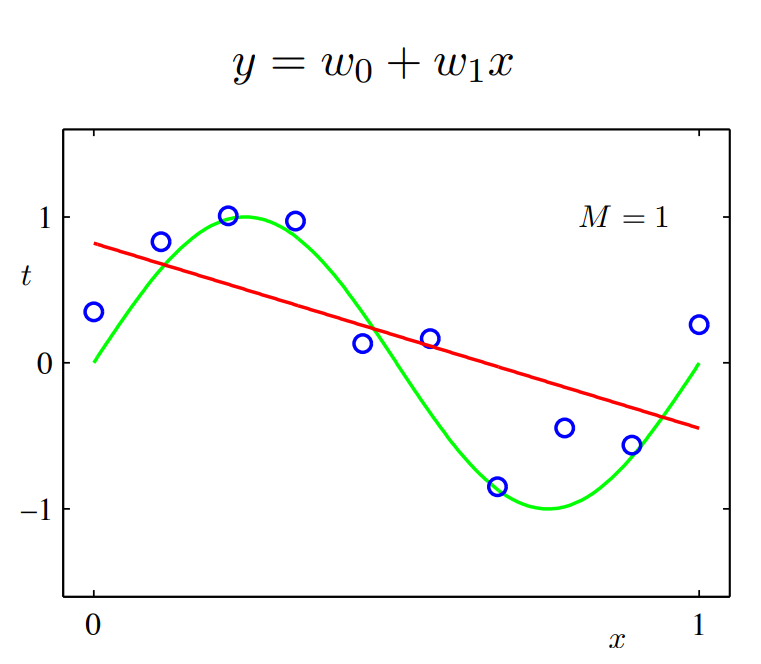 y = w₀ + w₁x
M = 1
1
t
0
−1
0
1
x